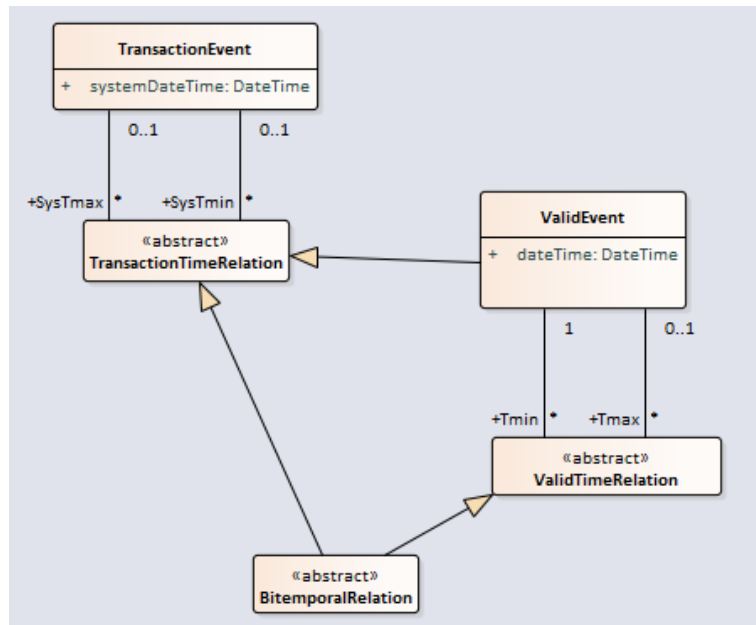 TransactionEvent
+ systemDateTime: DateTime
0..1 0..1
+SysTmax * +SysTmin *
«abstract»
TransactionTimeRelation
ValidEvent
+ dateTime: DateTime
1 0..1
+Tmin * +Tmax *
«abstract»
ValidTimeRelation
«abstract»
BitemporalRelation